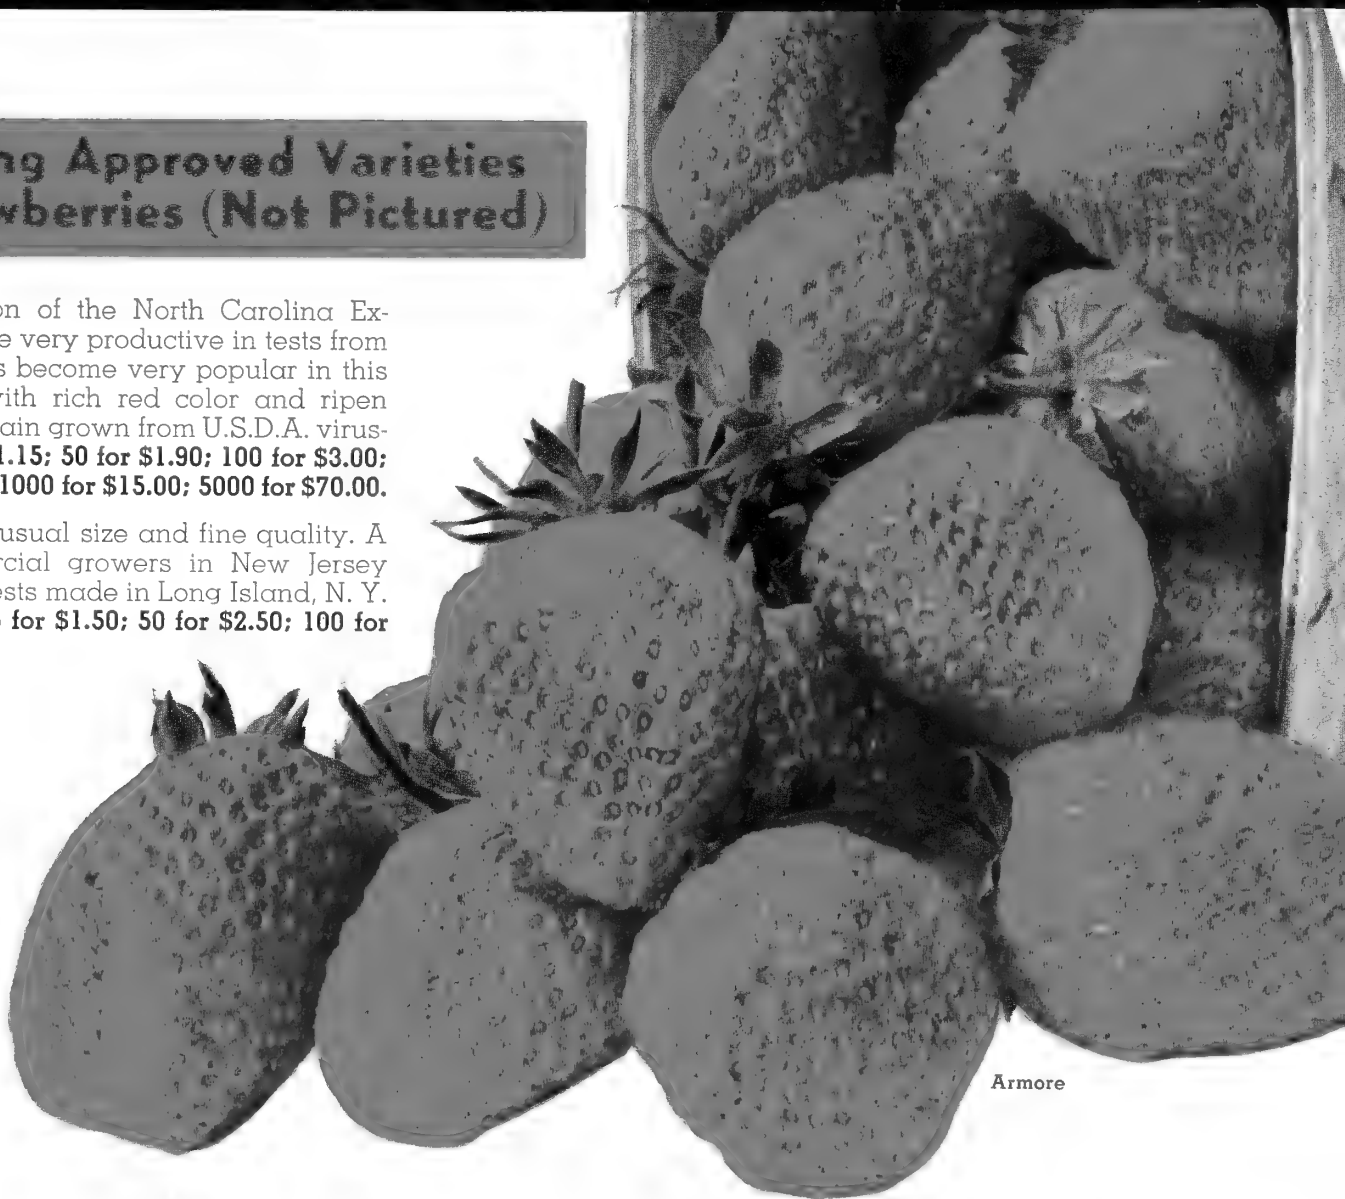 ng Approved Varieties
wberries (Not Pictured)
on of the North Carolina Ex-
e very productive in tests from
s become very popular in this
with rich red color and ripen
ain grown from U.S.D.A. virus-
1.15; 50 for $1.90; 100 for $3.00;
1000 for $15.00; 5000 for $70.00.
usual size and fine quality. A
rcial growers in New Jersey
ests made in Long Island, N. Y.
for $1.50; 50 for $2.50; 100 for
Armore